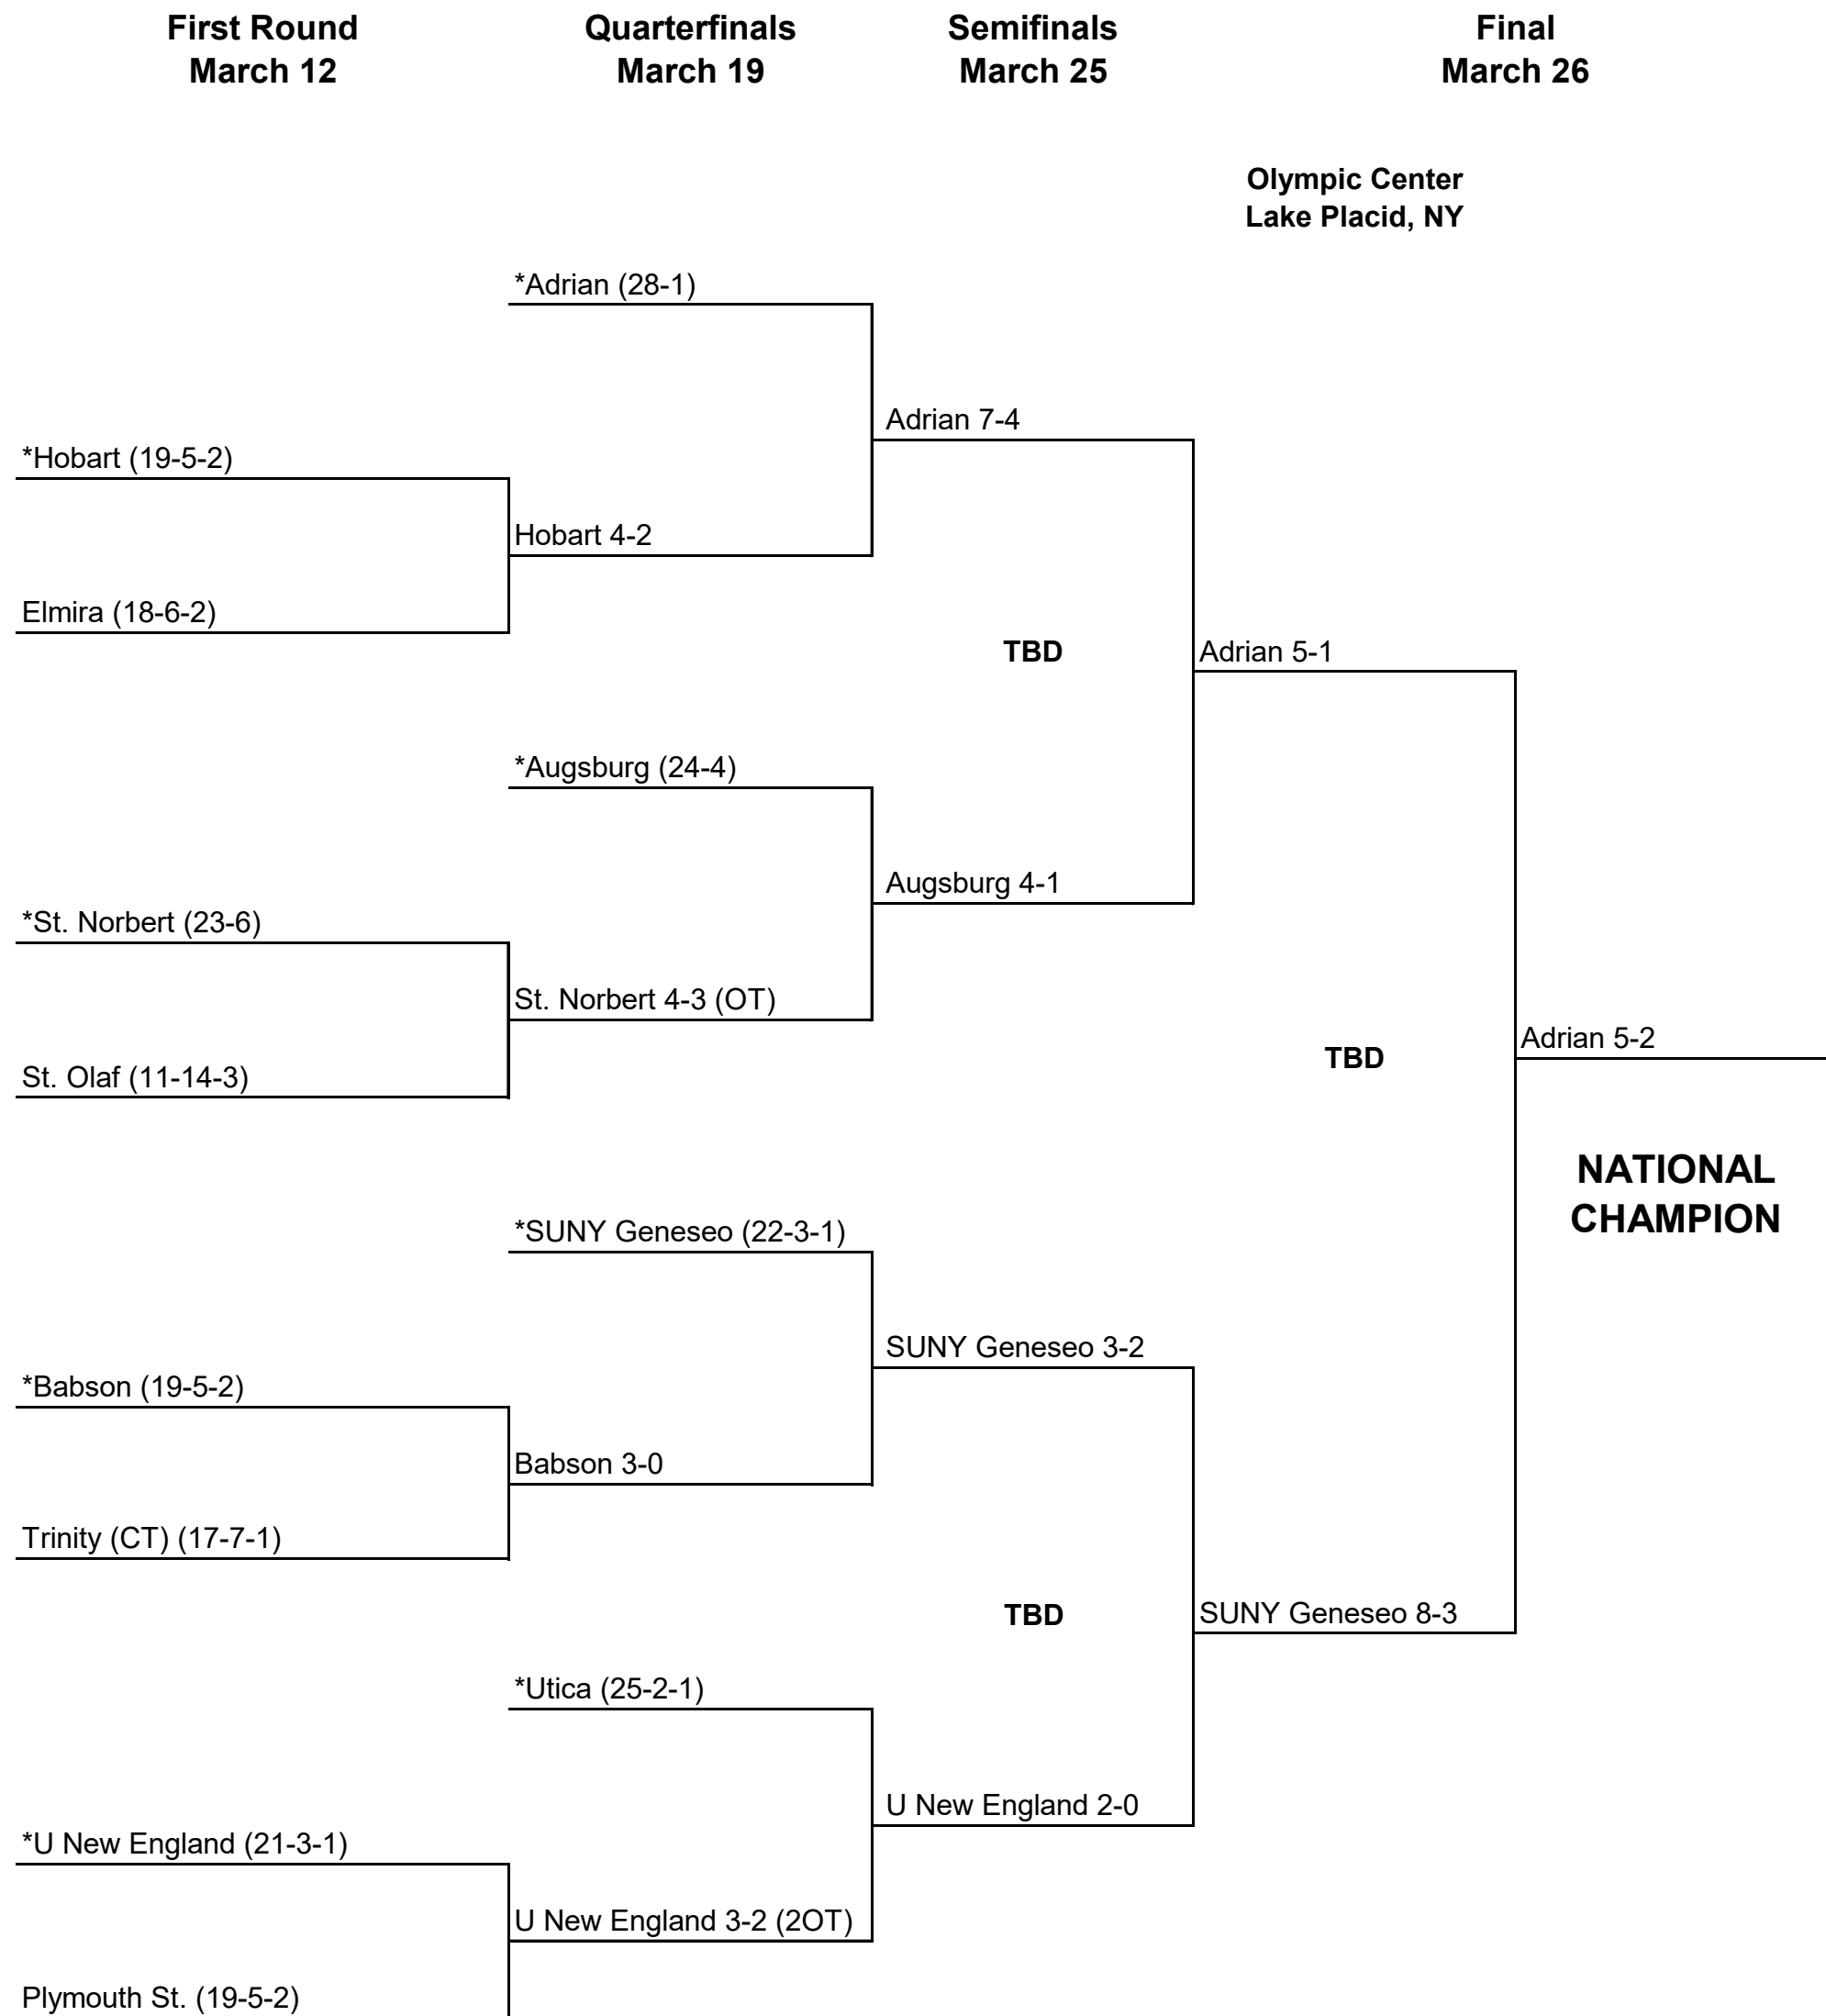 First Round
March 12
Quarterfinals
March 19
Semifinals
March 25
Final
March 26
Olympic Center
Lake Placid, NY
*Adrian (28-1)
Adrian 7-4
*Hobart (19-5-2)
Hobart 4-2
Elmira (18-6-2)
TBD
Adrian 5-1
*Augsburg (24-4)
Augsburg 4-1
*St. Norbert (23-6)
St. Norbert 4-3 (OT)
St. Olaf (11-14-3)
TBD
Adrian 5-2
NATIONAL
CHAMPION
*SUNY Geneseo (22-3-1)
SUNY Geneseo 3-2
*Babson (19-5-2)
Babson 3-0
Trinity (CT) (17-7-1)
TBD
SUNY Geneseo 8-3
*Utica (25-2-1)
U New England 2-0
*U New England (21-3-1)
U New England 3-2 (2OT)
Plymouth St. (19-5-2)